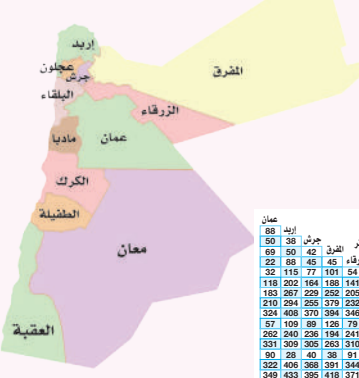 إربد
عجلون
جرش
المفرق
البلقاء
الزرقاء
مادبا
عمان
الكرك
الطفيلة
معان
العقبة
عمان
88 إربد
50 38 جرش
69 50 42 المفرق
22 88 45 45
32 115 77 101 54
118 202 164 188 141
183 267 229 252 205
210 294 255 379 232
324 408 370 394 346
57 109 89 126 79
262 240 236 194 241
331 309 305 263 310
90 28 40 38 91
322 406 368 391 344
349 433 395 418 371